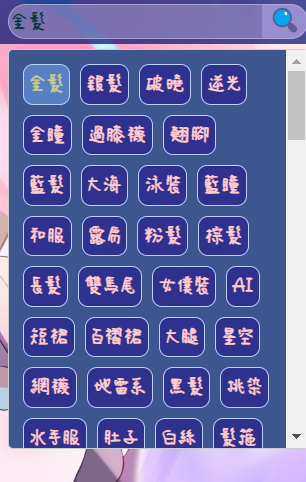 金髮
金髮 銀髮 破曉 逆光
金瞳 過膝襪 翹腳
藍髮 大海 泳裝 藍瞳
和服 露肩 粉髮 棕髮
長髮 雙馬尾 女僕裝 AI
短裙 百褶裙 大腿 星空
網襪 地雷系 黑髮 挑染
水手服 肚子 白絲 髮箍